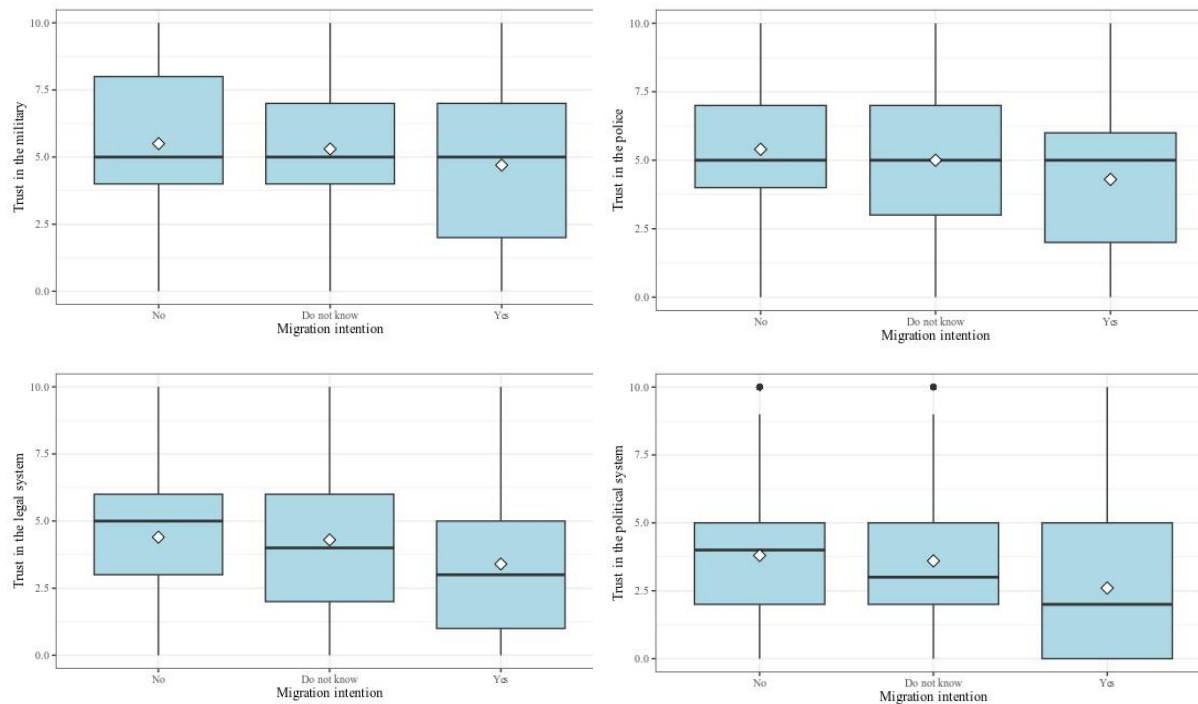 10.0
7.5
5.0
2.5
0.0
Trust in the military
No
Do not know
Yes
Migration intention
10.0
7.5
5.0
2.5
0.0
Trust in the police
No
Do not know
Yes
Migration intention
10.0
7.5
5.0
2.5
0.0
Trust in the legal system
No
Do not know
Yes
Migration intention
10.0
7.5
5.0
2.5
0.0
Trust in the political system
No
Do not know
Yes
Migration intention